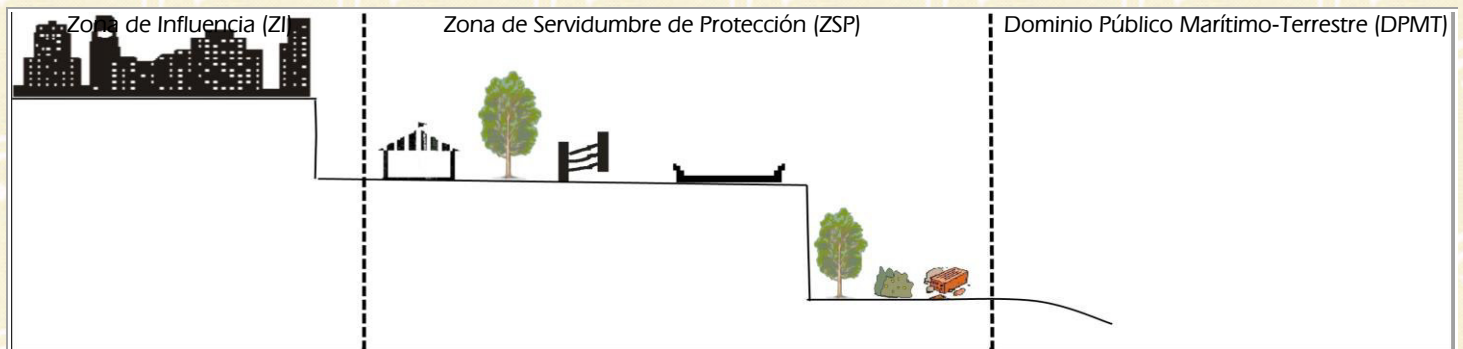 Zona de Influencia (ZI)
Zona de Servidumbre de Protección (ZSP)
Dominio Público Marítimo-Terrestre (DPMT)